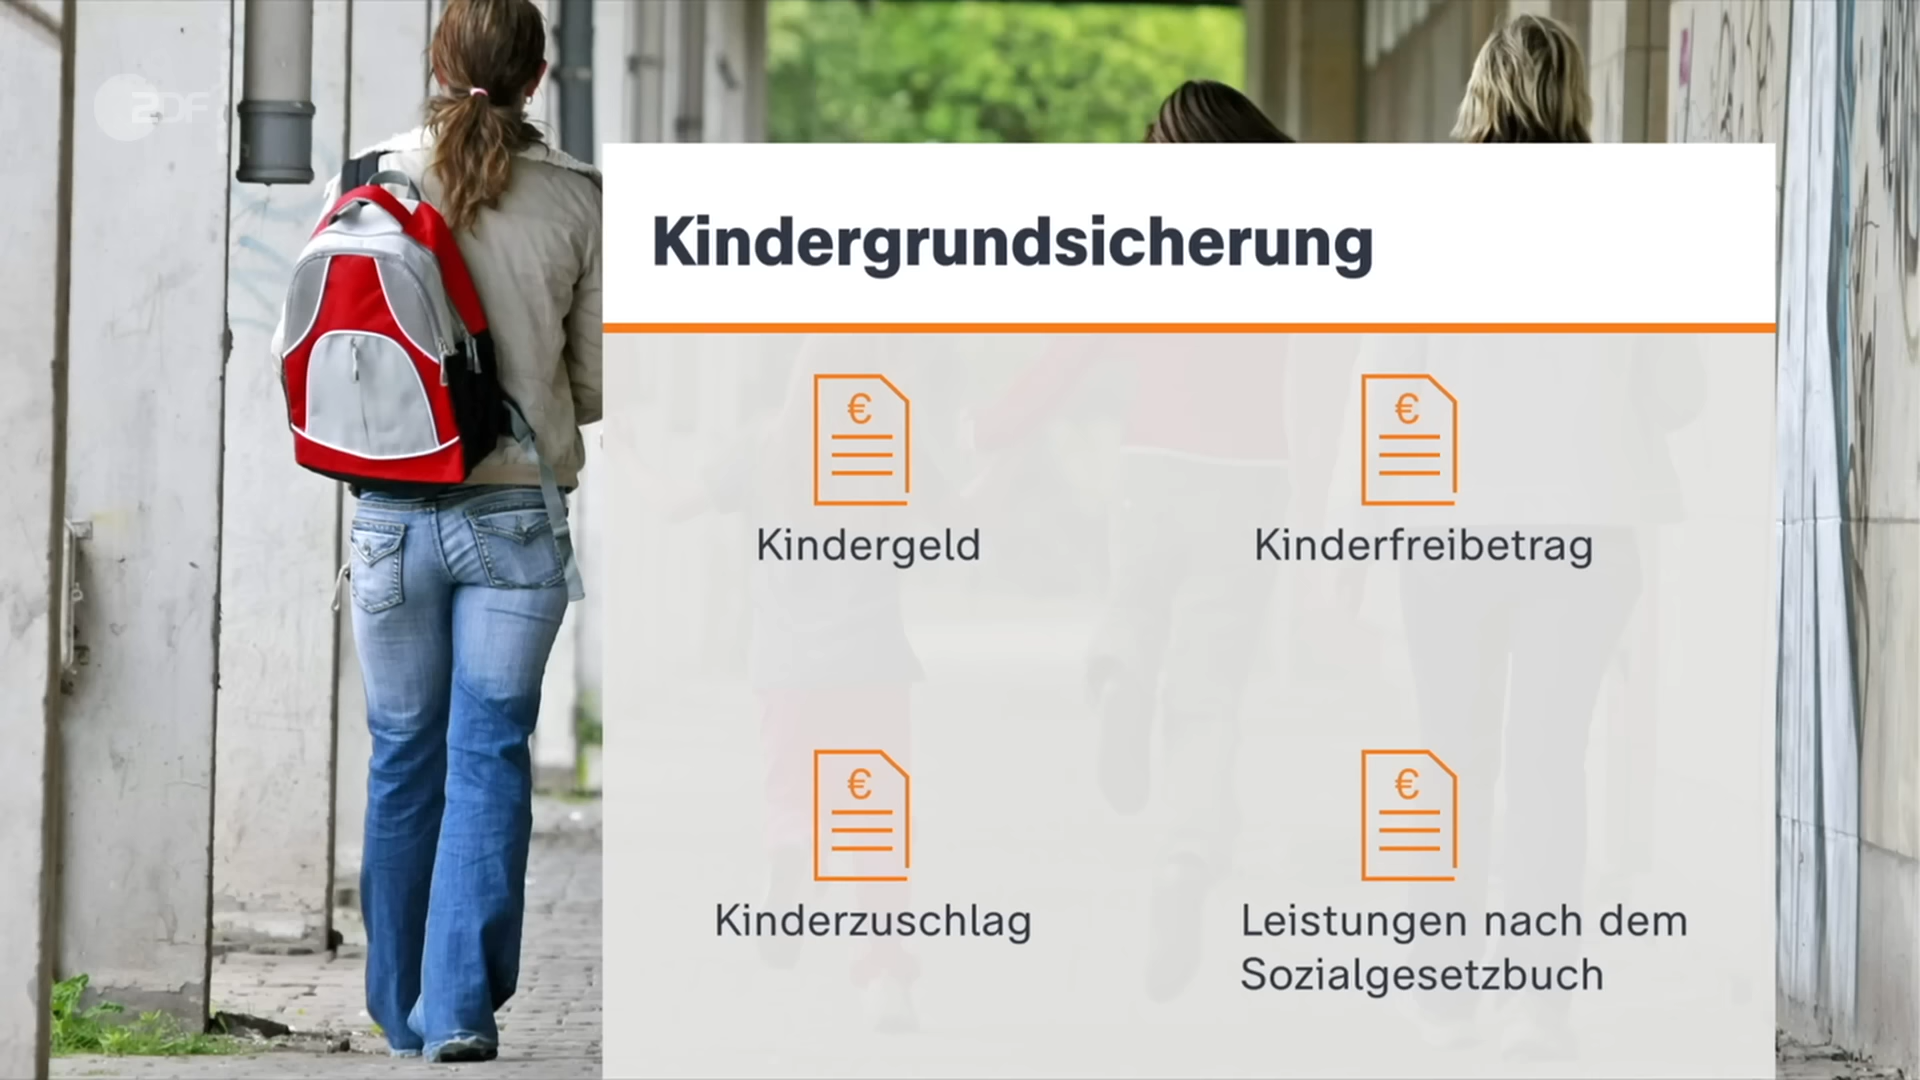 ZDF
Kindergrundsicherung
€
€
Kindergeld
Kinderfreibetrag
€
€
Kinderzuschlag
Leistungen nach dem
Sozialgesetzbuch